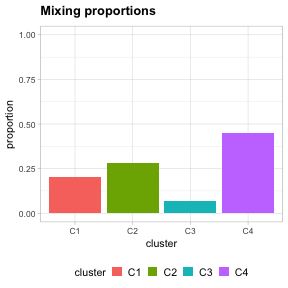 Mixing proportions
1.00
0.75
0.50
0.25
0.00
proportion
C1 C2 C3 C4
cluster
cluster C1 C2 C3 C4